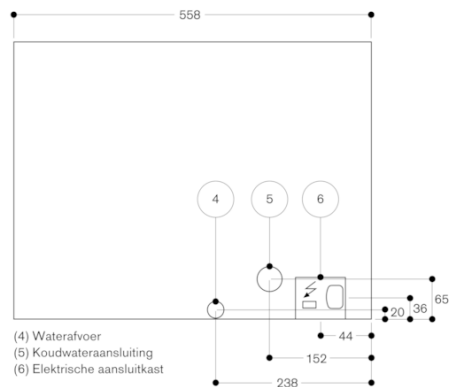 558
4 5 6
65
36
20
(4) Waterafvoer
44
(5) Koudwateraansluiting
152
(6) Elektrische aansluitkast
238